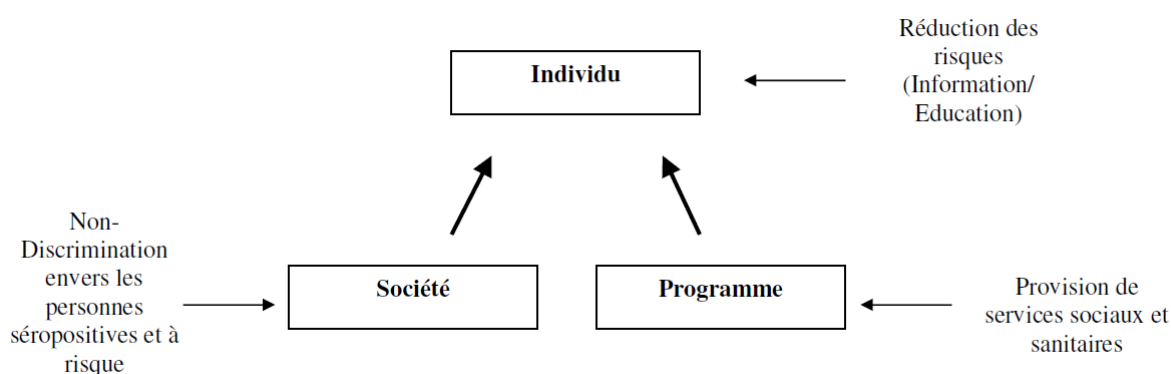 Réduction des
risques
(Information/
Education)
Individu
Non-
Discrimination
envers les
personnes
séropositives et à
risque
Société
Programme
Provision de
services sociaux et
sanitaires